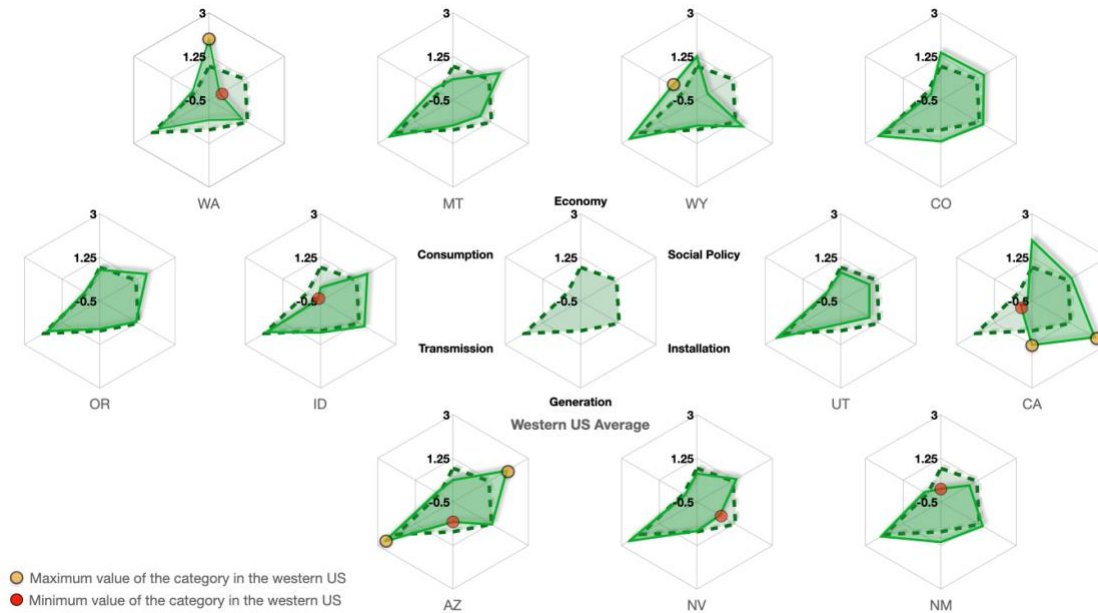 3 3 3 3
1.25 1.25 1.25 1.25
-0.5 -0.5 -0.5 -0.5
WA MT WY CO
Economy
3 3 3 3 3
Consumption Social Policy
1.25 1.25 1.25 1.25 1.25
-0.5 -0.5 -0.5 -0.5 -0.5
Transmission Installation
OR ID Generation UT CA
Western US Average
3 3 3
1.25 1.25 1.25
-0.5 -0.5 -0.5
Maximum value of the category in the western US
Minimum value of the category in the western US
AZ NV NM